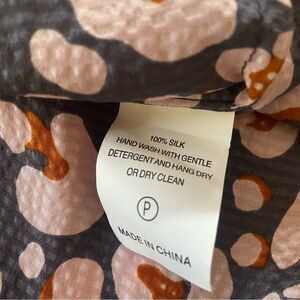 100% SILK
HAND WASH WITH GENTLE
DETERGENT AND HANG DRY
OR DRY CLEAN
P
MADE IN CHINA